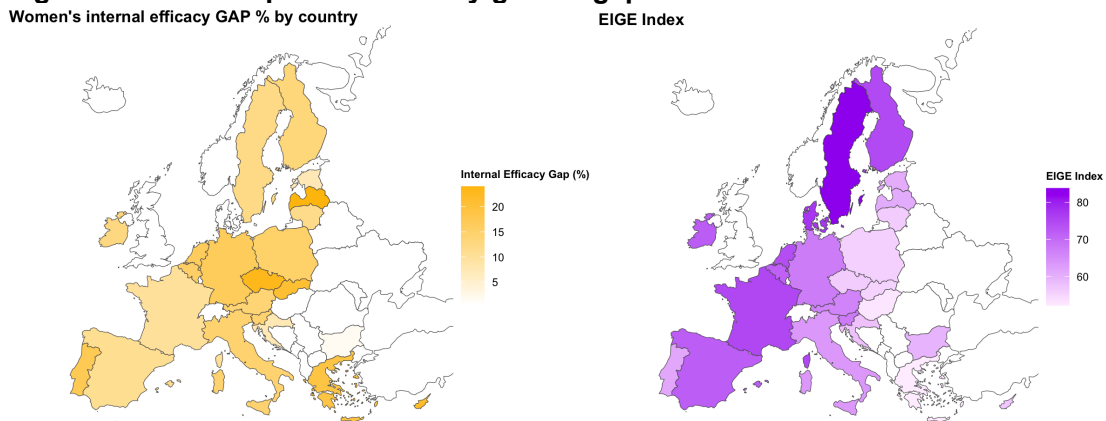 Women's internal efficacy GAP % by country
EIGE Index
Internal Efficacy Gap (%)
20
15
10
5
EIGE Index
80
70
60